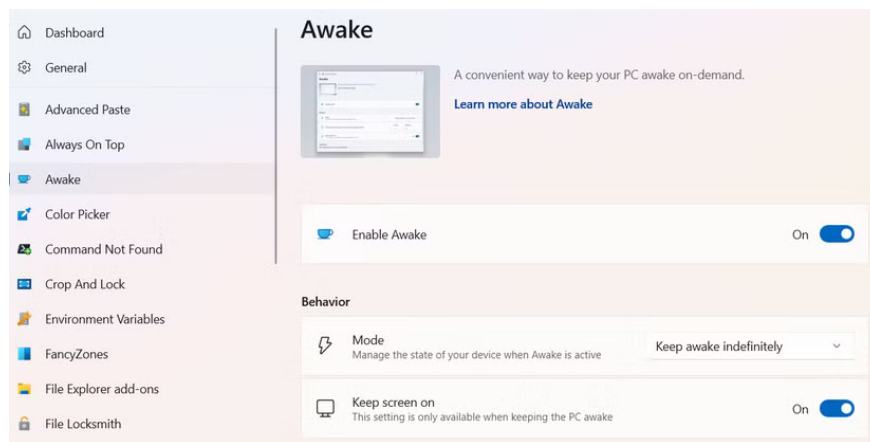 Dashboard
General
Advanced Paste
Always On Top
Awake
Color Picker
Command Not Found
Crop And Lock
Environment Variables
FancyZones
File Explorer add-ons
File Locksmith
Awake
A convenient way to keep your PC awake on-demand.
Learn more about Awake
Enable Awake
On
Behavior
Mode
Manage the state of your device when Awake is active
Keep awake indefinitely
Keep screen on
This setting is only available when keeping the PC awake
On